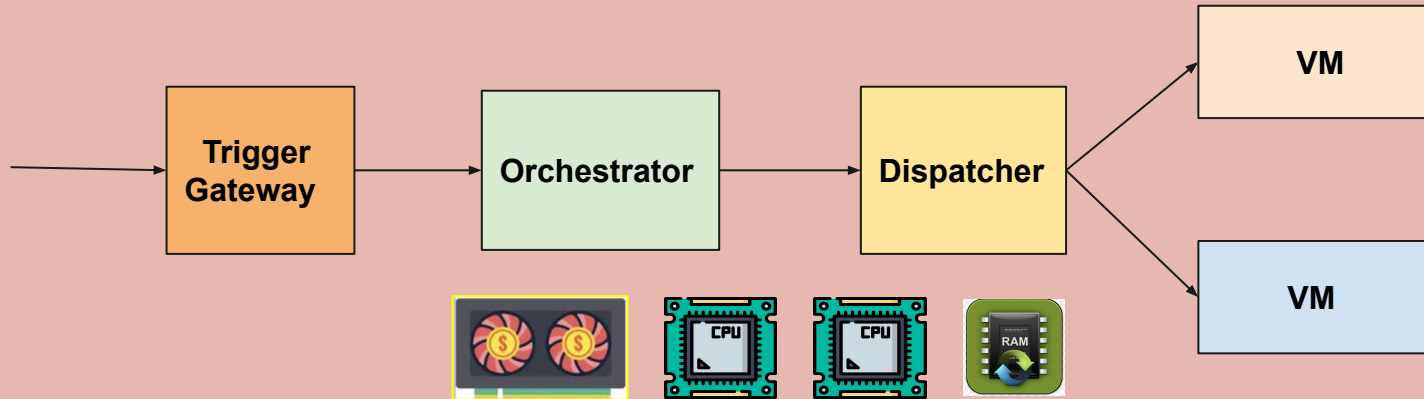 VM
Trigger
Gateway
Orchestrator
Dispatcher
VM
$
$
CPU
CPU
RAM